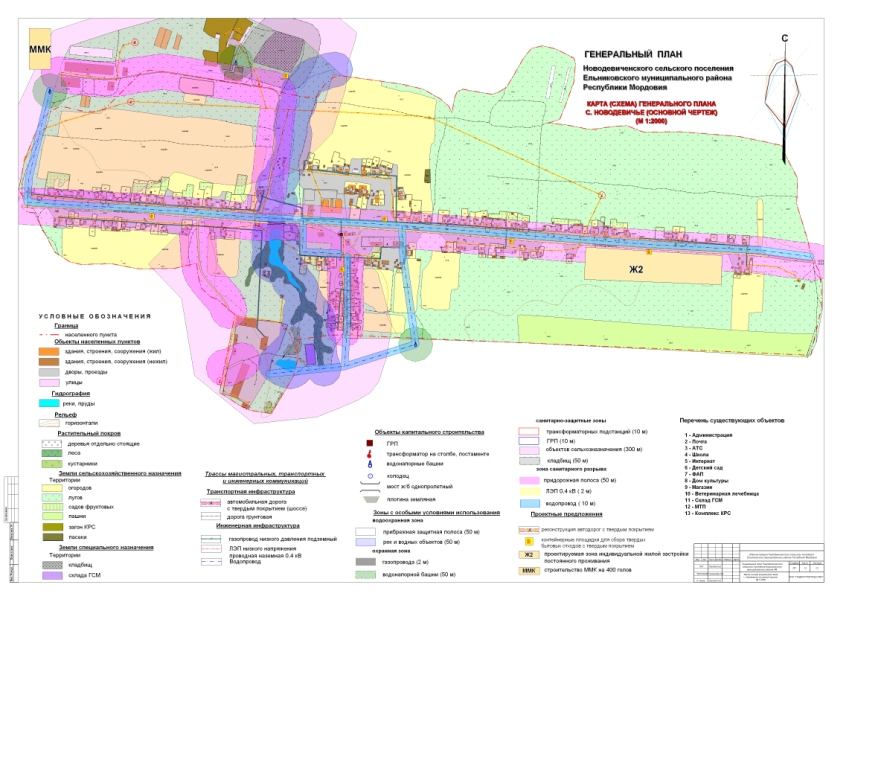 ММК
ГЕНЕРАЛЬНЫЙ ПЛАН
Новодевиченского сельского поселения
Ельниковского муниципального района
Республики Мордовия
КАРТА (СХЕМА) ГЕНЕРАЛЬНОГО ПЛАНА
С. НОВОДЕВИЧЬЕ (ОСНОВНОЙ ЧЕРТЕЖ)
(М 1:2000)
С
Ж2
УСЛОВНЫЕ ОБОЗНАЧЕНИЯ
Граница
населенного пункта
Объекты населенных пунктов
здания, строения, сооружения (жил)
здания, строения, сооружения (нежил)
дворы, проезды
улицы
Гидрография
реки, пруды
Рельеф
горизонтали
Растительный покров
деревья отдельно стоящие
леса
кустарники
Земли сельскохозяйственного назначения
Территории
огородов
лугов
садов фруктовых
пашни
загон КРС
пасеки
Земли специального назначения
Территории
кладбищ
склада ГСМ
Трассы магистральных, транспортных
и инженерных коммуникаций
Транспортная инфраструктура
автомобильная дорога
с твердым покрытием (шоссе)
дорога грунтовая
Инженерная инфраструктура
газопровод низкого давления подземный
ЛЭП низкого напряжения
проводная наземная 0,4 кВ
Водопровод
Объекты капитального строительства
ГРП
трансформатор на столбе, постаменте
водонапорные башни
колодец
мост ж/б однопролетный
плотина земляная
Зоны с особыми условиями использования
водоохранная зона
прибрежная защитная полоса (50 м)
рек и водных объектов (50 м)
охранная зона
газопровода (2 м)
водонапорной башни (50 м)
санитарно-защитные зоны
трансформаторных подстанций (10 м)
ГРП (10 м)
объектов сельхозназначения (300 м)
кладбищ (50 м)
зона санитарного разрыва
придорожная полоса (50 м)
ЛЭП 0,4 кВ ( 2 м)
водопровод ( 10 м)
Проектные предложения
реконструкция автодорог с твердым покрытием
контейнерные площадки для сбора твердых
бытовых отходов с твердым покрытием
Ж2
проектируемая зона индивидуальной жилой застройки
постоянного проживания
ММК
строительство ММК на 400 голов
Перечень существующих объектов
1 - Администрация
2 - Почта
3 - АТС
4 - Школа
5 - Интернат
6 - Детский сад
7 - ФАП
8 - Дом культуры
9 - Магазин
10 - Ветеринарная лечебница
11 - Склад ГСМ
12 - МТП
13 - Комплекс КРС